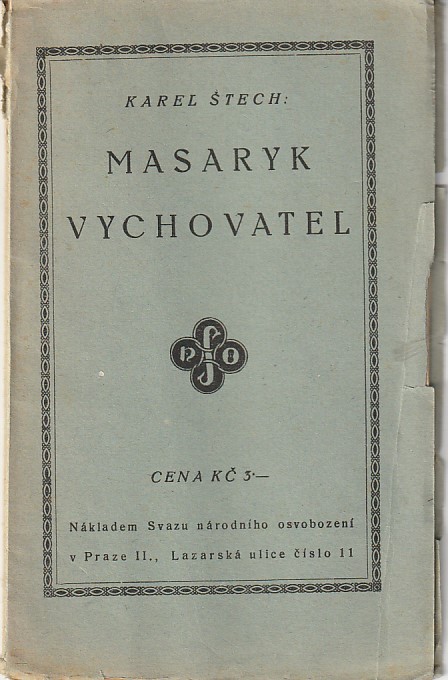 KAREL ŠTECH:
MASARYK
VYCHOVATEL
CENA KČ 3·—
Nákladem Svazu národního osvobození
v Praze II., Lazarská ulice číslo 11